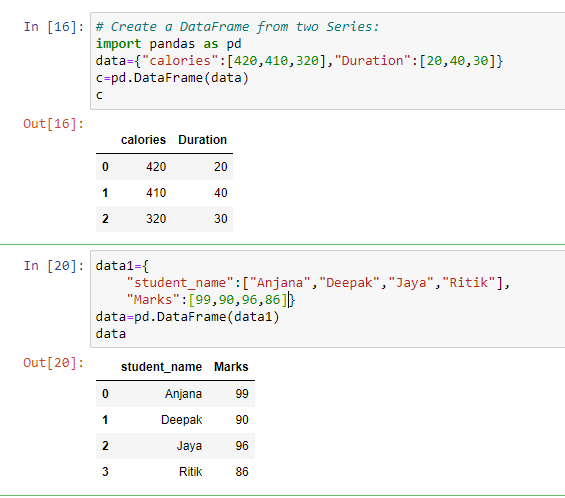 In [16]: # Create a DataFrame from two Series:
import pandas as pd
data={"calories":[420,410,320],"Duration":[20,40,30]}
c=pd.DataFrame(data)
c
Out[16]:
calories Duration
0 420 20
1 410 40
2 320 30
In [20]: data1={
"student_name":["Anjana","Deepak","Jaya","Ritik"],
"Marks":[99,90,96,86]}
data=pd.DataFrame(data1)
data
Out[20]:
student_name Marks
0 Anjana 99
1 Deepak 90
2 Jaya 96
3 Ritik 86